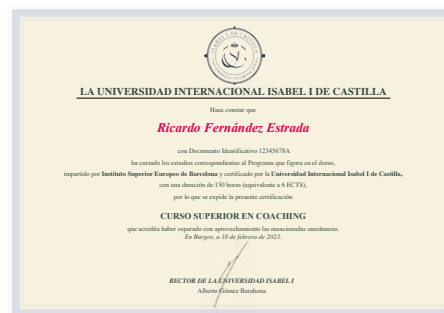 LA UNIVERSIDAD INTERNACIONAL ISABEL I DE CASTILLA
Hace constar que
Ricardo Fernández Estrada
con Documento Identificativo 12345678A
ha cursado los estudios correspondientes al Programa que figura en el dorso,
impartido por Instituto Superior Europeo de Barcelona y certificado por la Universidad Internacional Isabel I de Castilla,
con una duración de 150 horas (equivalente a 6 ECTS),
por lo que se expide la presente certificación
CURSO SUPERIOR EN COACHING
que acredita haber superado con aprovechamiento las mencionadas enseñanzas.
En Burgos, a 10 de febrero de 2023.
RECTOR DE LA UNIVERSIDAD ISABEL I
Alberto Gómez Barahona